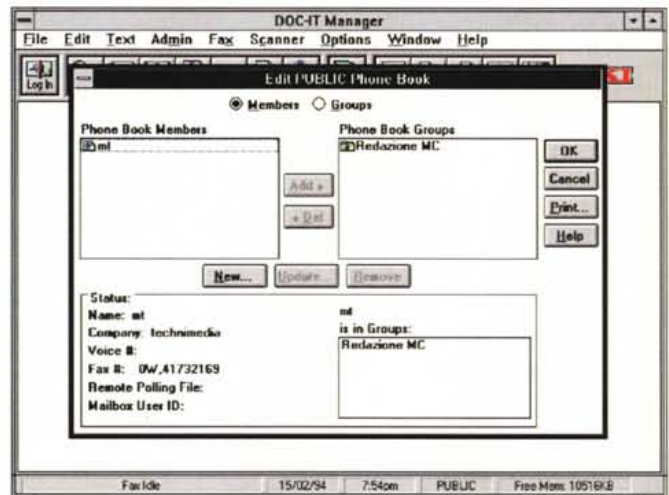 DOC-IT Manager
File Edit Text Admin Fax Scanner Options Window Help
Log In
Edit PUBLIC Phone Book
Members Groups
Phone Book Members
mt
Phone Book Groups
Redazione MC
Add »
« Del
OK
Cancel
Print...
Help
New... Update... Remove
Status:
Name: mt
Company: technimedia
Voice #:
Fax #: 0W,41732169
Remote Polling File:
Mailbox User ID:
mt
is in Groups:
Redazione MC
Fax Idle 15/02/94 7:54pm PUBLIC Free Mem: 10516KB